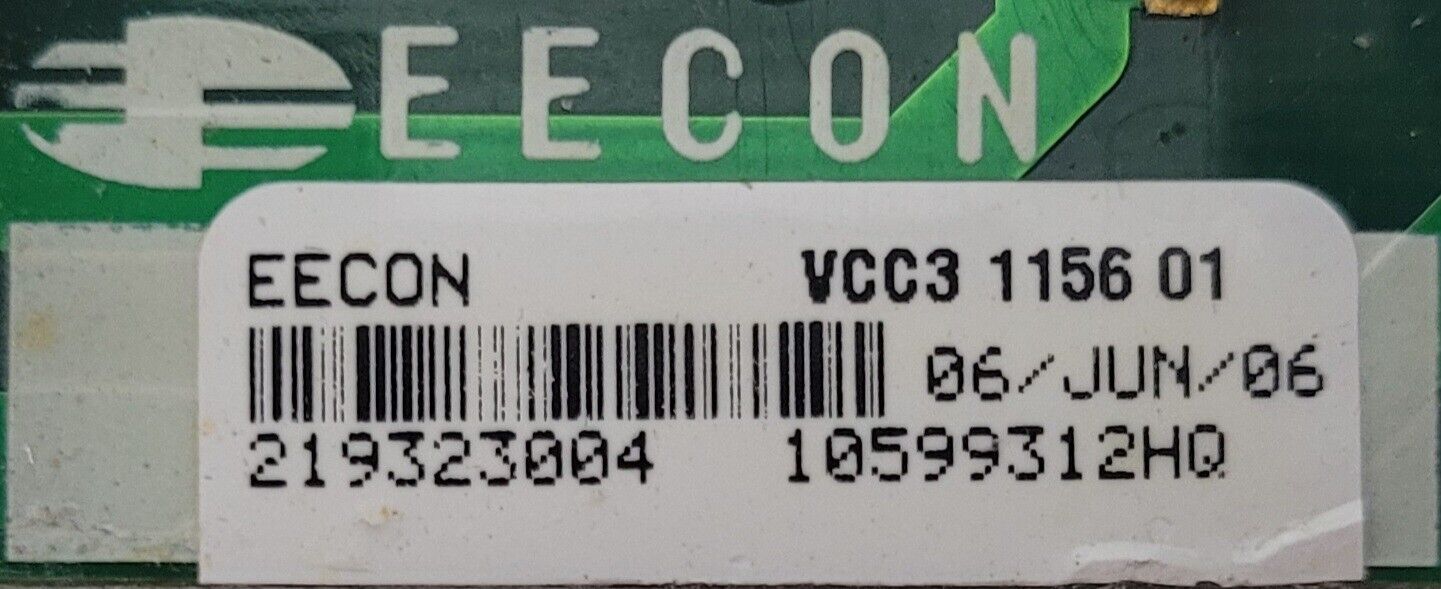 EECON
EECON VCC3 1156 01
06/JUN/06
219323004 10599312HQ